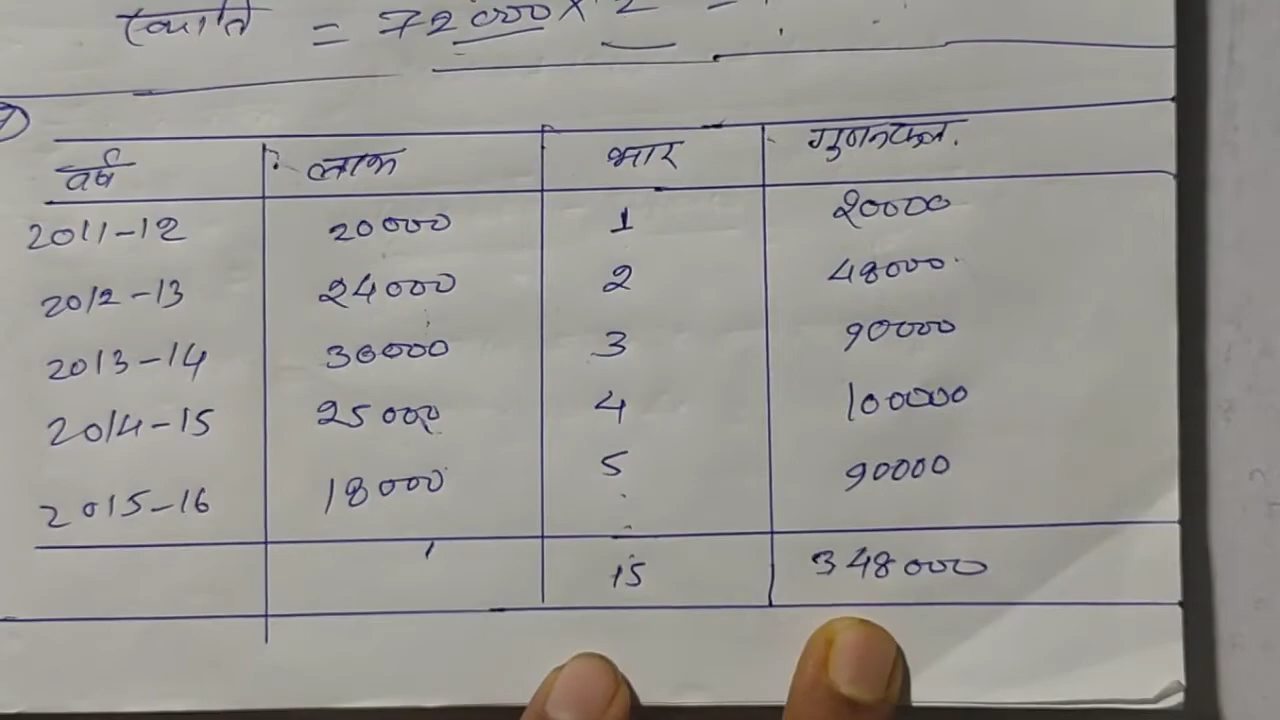 ख्याति = 72000 × 2
वर्ष लाभ भार गुणनफल.
2011-12 20000 1 20000
2012-13 24000 2 48000
2013-14 30000 3 90000
2014-15 25000 4 100000
2015-16 18000 5 90000
15 348000